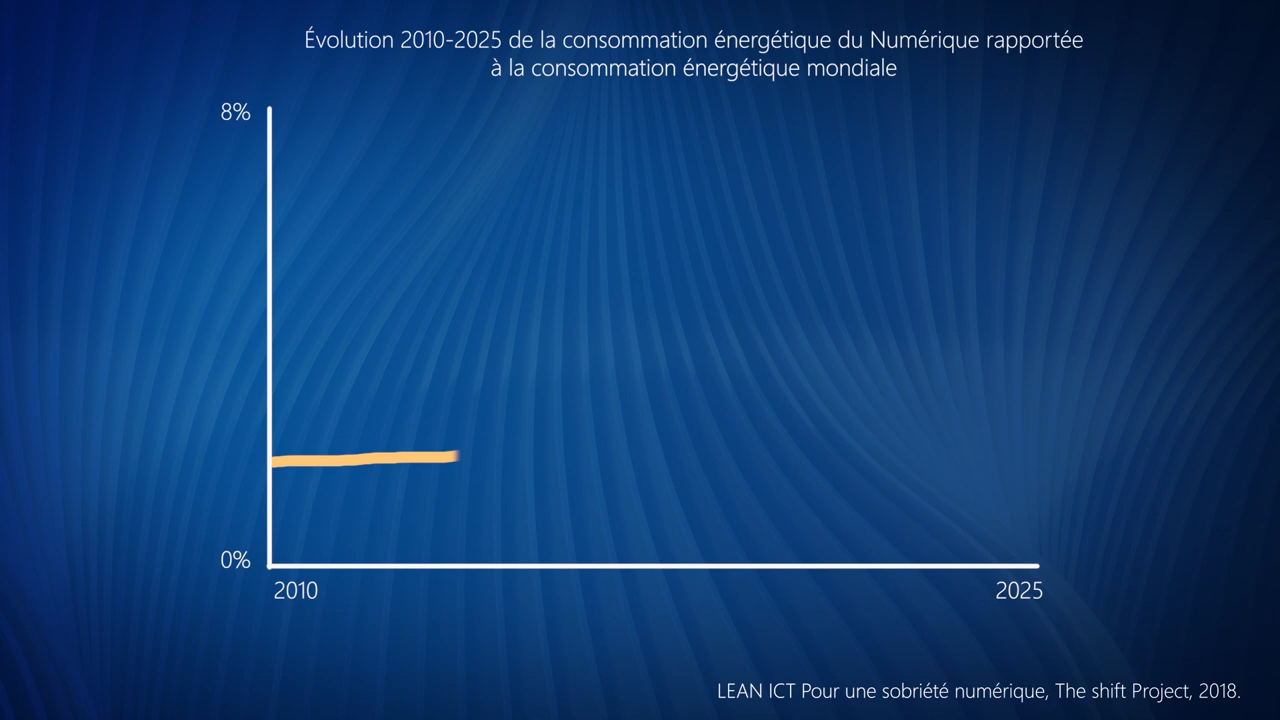 Évolution 2010-2025 de la consommation énergétique du Numérique rapportée
à la consommation énergétique mondiale
8%
0%
2010
2025
LEAN ICT Pour une sobriété numérique, The shift Project, 2018.